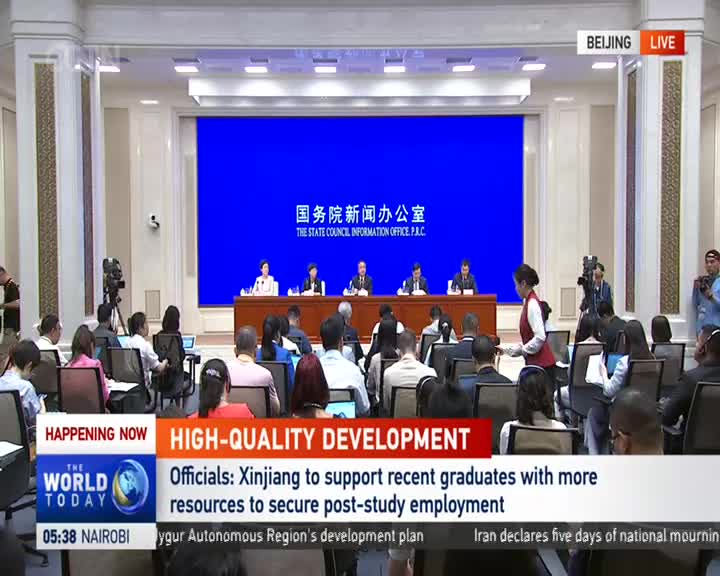 BEIJING LIVE
国务院新闻办公室
THE STATE COUNCIL INFORMATION OFFICE, P.R.C.
HAPPENING NOW
HIGH-QUALITY DEVELOPMENT
THE WORLD TODAY
Officials: Xinjiang to support recent graduates with more
resources to secure post-study employment
05:38 NAIROBI
ygur Autonomous Region's development plan Iran declares five days of national mournin